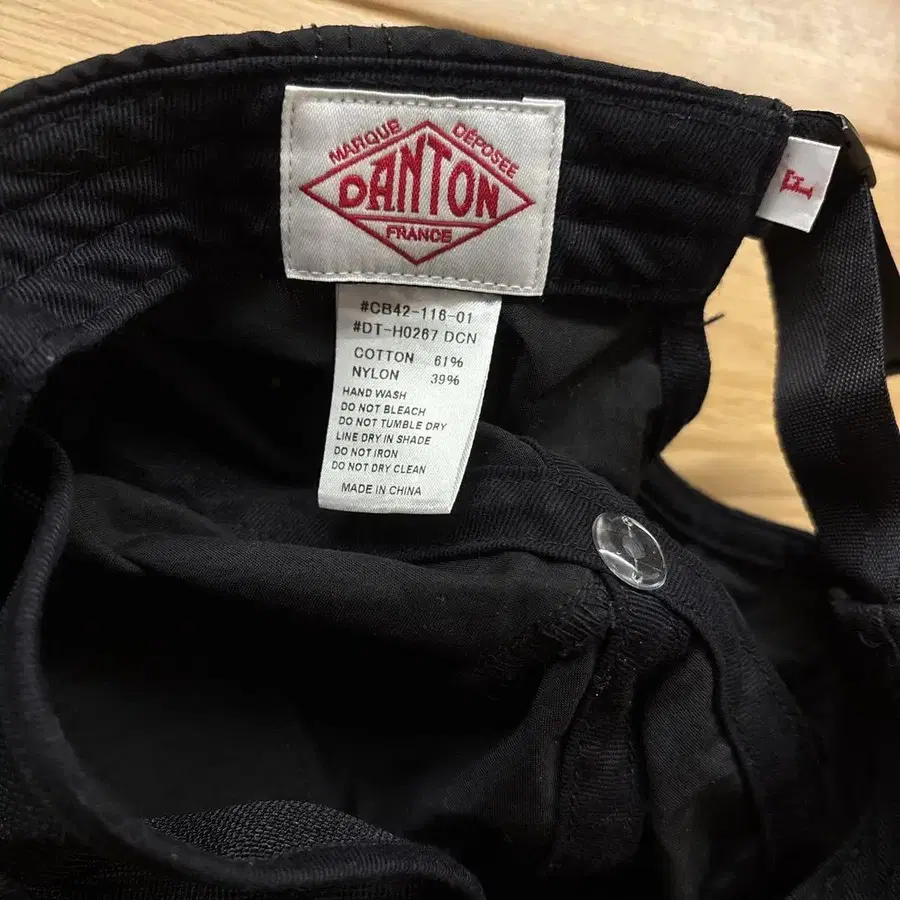 MARQUE DÉPOSÉE
DANTON
FRANCE
F
#CB42-116-01
#DT-H0267 DCN
COTTON 61%
NYLON 39%
HAND WASH
DO NOT BLEACH
DO NOT TUMBLE DRY
LINE DRY IN SHADE
DO NOT IRON
DO NOT DRY CLEAN
MADE IN CHINA